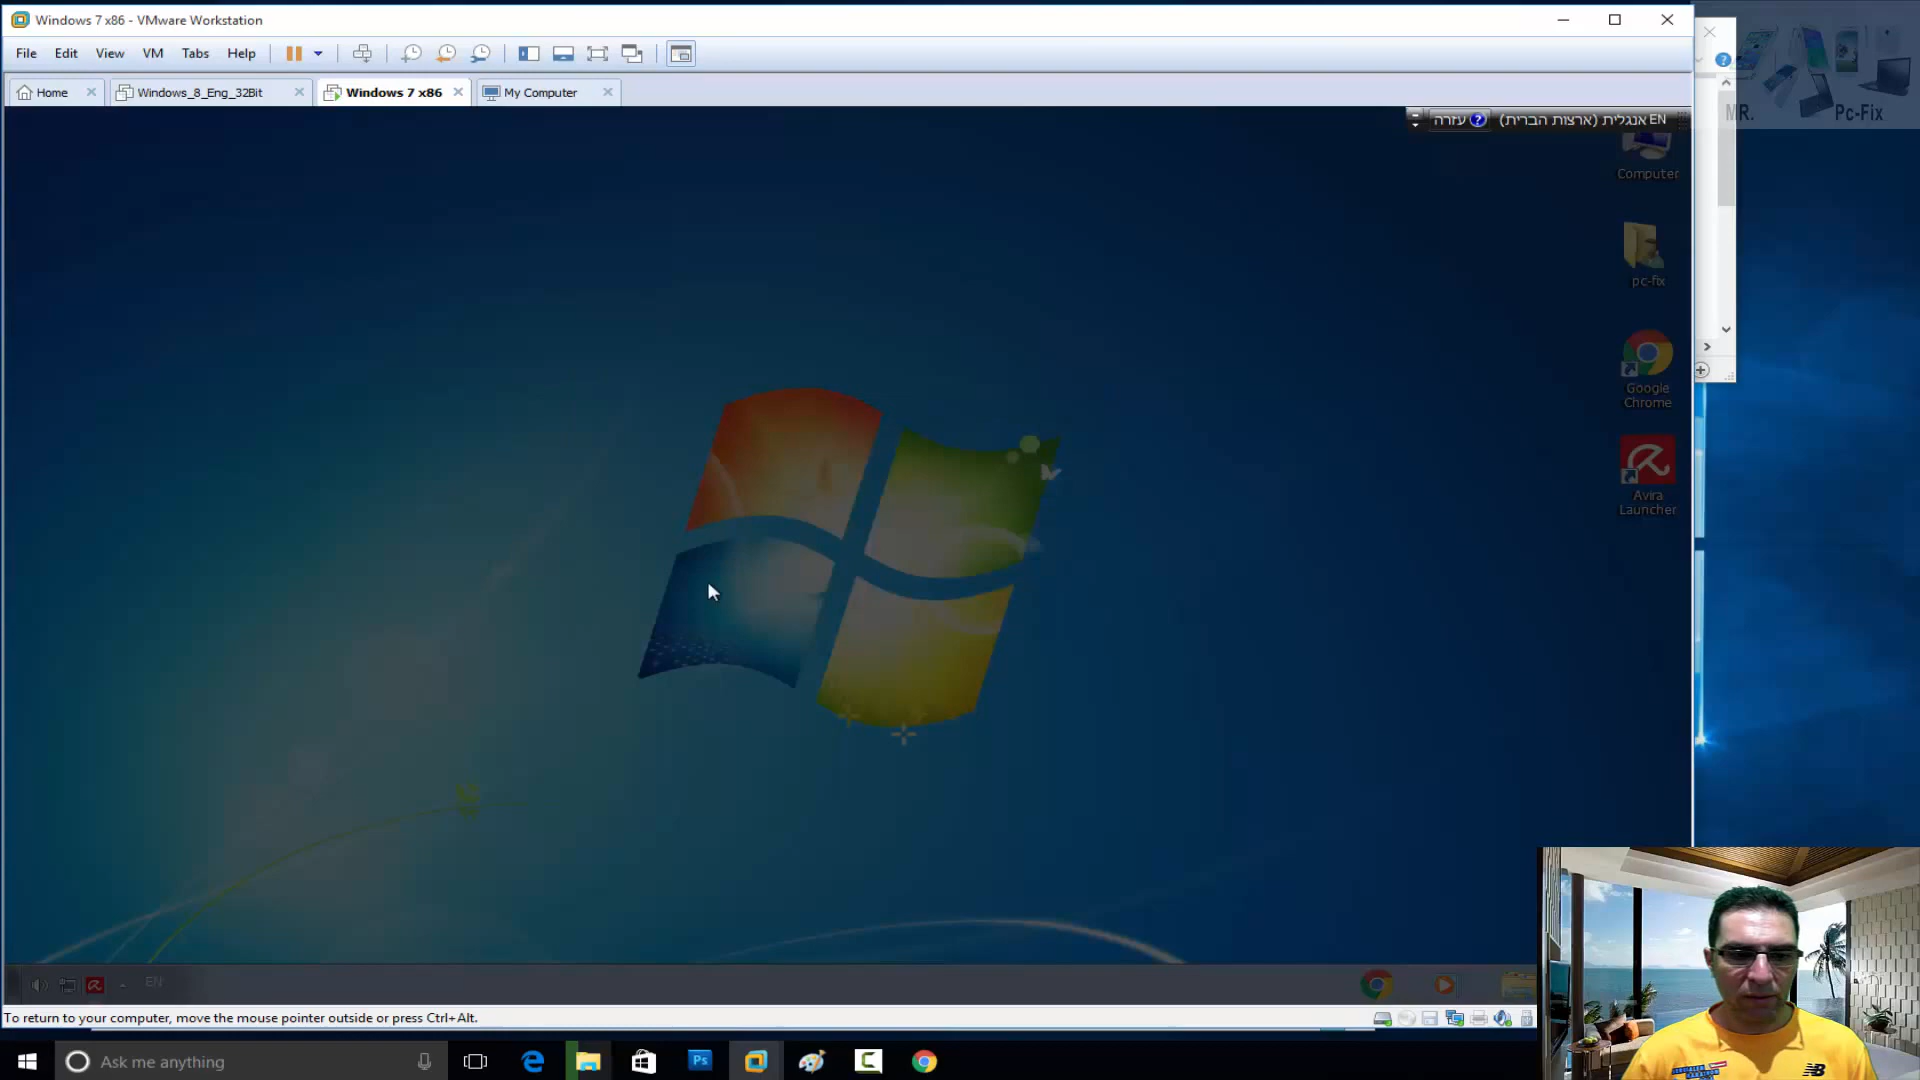 Windows 7 x86 - VMware Workstation
File Edit View VM Tabs Help
Home Windows_8_Eng_32Bit Windows 7 x86 My Computer
EN אנגלית (ארצות הברית) עזרה
MR. Pc-Fix
Computer
pc-fix
Google
Chrome
Avira
Launcher
EN
To return to your computer, move the mouse pointer outside or press Ctrl+Alt.
Ask me anything
Ps